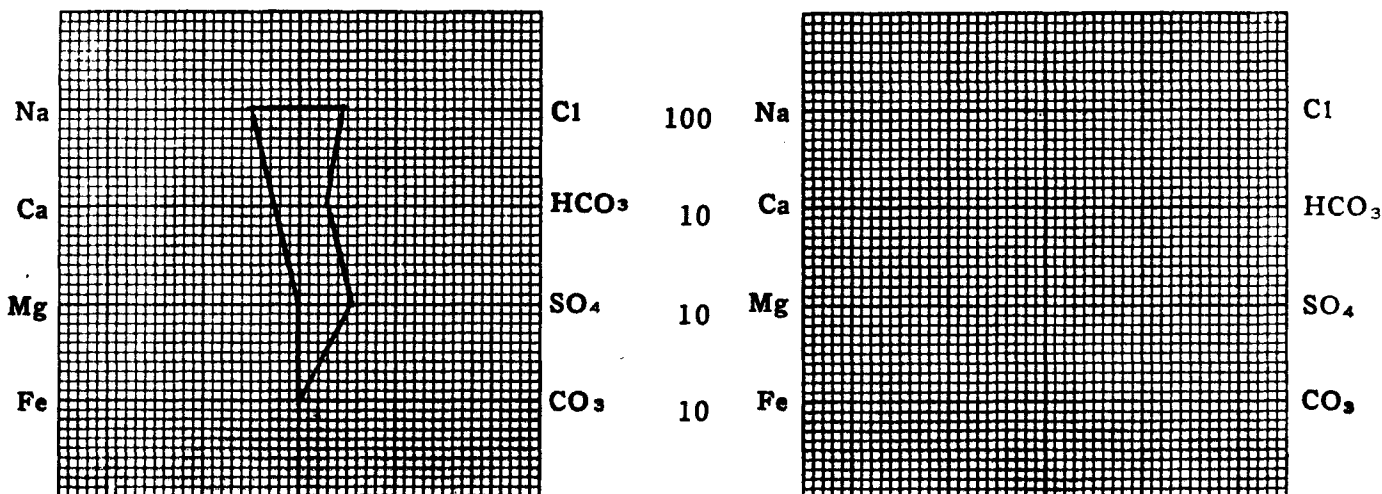 Na Cl 100 Na Cl
Ca HCO₃ 10 Ca HCO₃
Mg SO₄ 10 Mg SO₄
Fe CO₃ 10 Fe CO₃